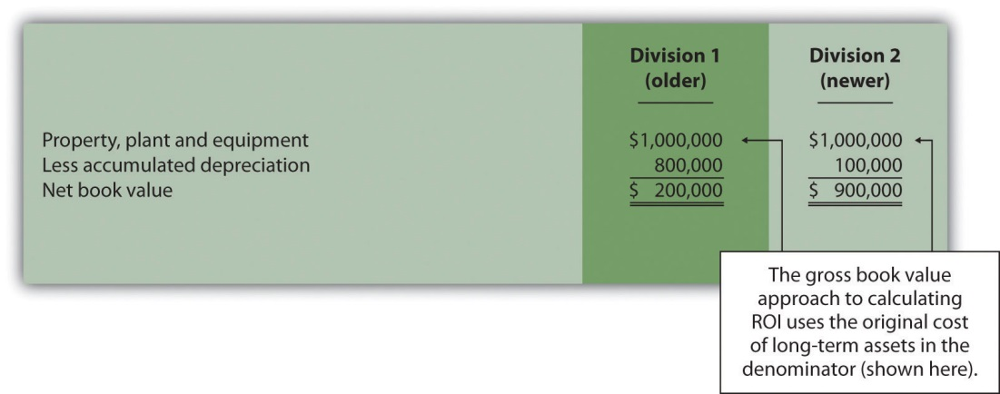 Division 1 Division 2
(older) (newer)
Property, plant and equipment $1,000,000 $1,000,000
Less accumulated depreciation 800,000 100,000
Net book value $ 200,000 $ 900,000
The gross book value
approach to calculating
ROI uses the original cost
of long-term assets in the
denominator (shown here).